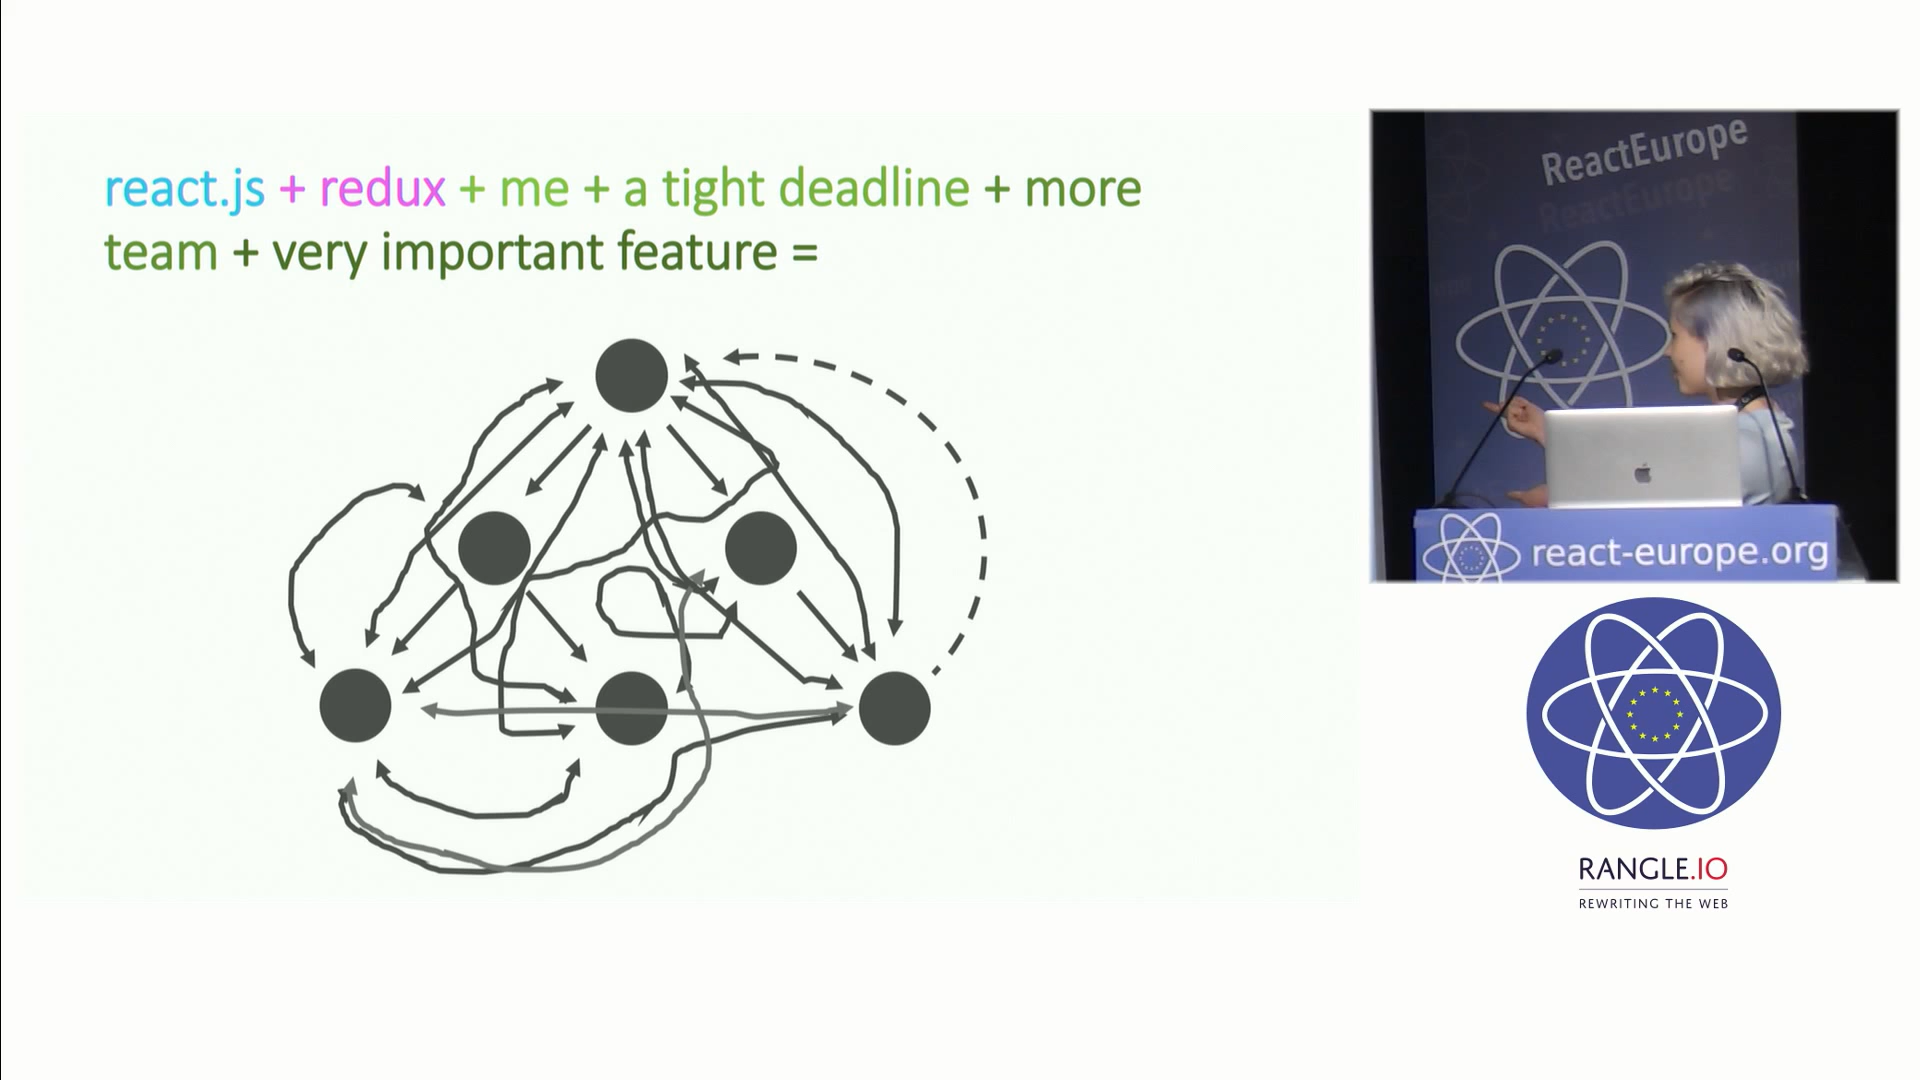 react.js + redux + me + a tight deadline + more
team + very important feature =
ReactEurope
ReactEurope
react-europe.org
RANGLE.IO
REWRITING THE WEB